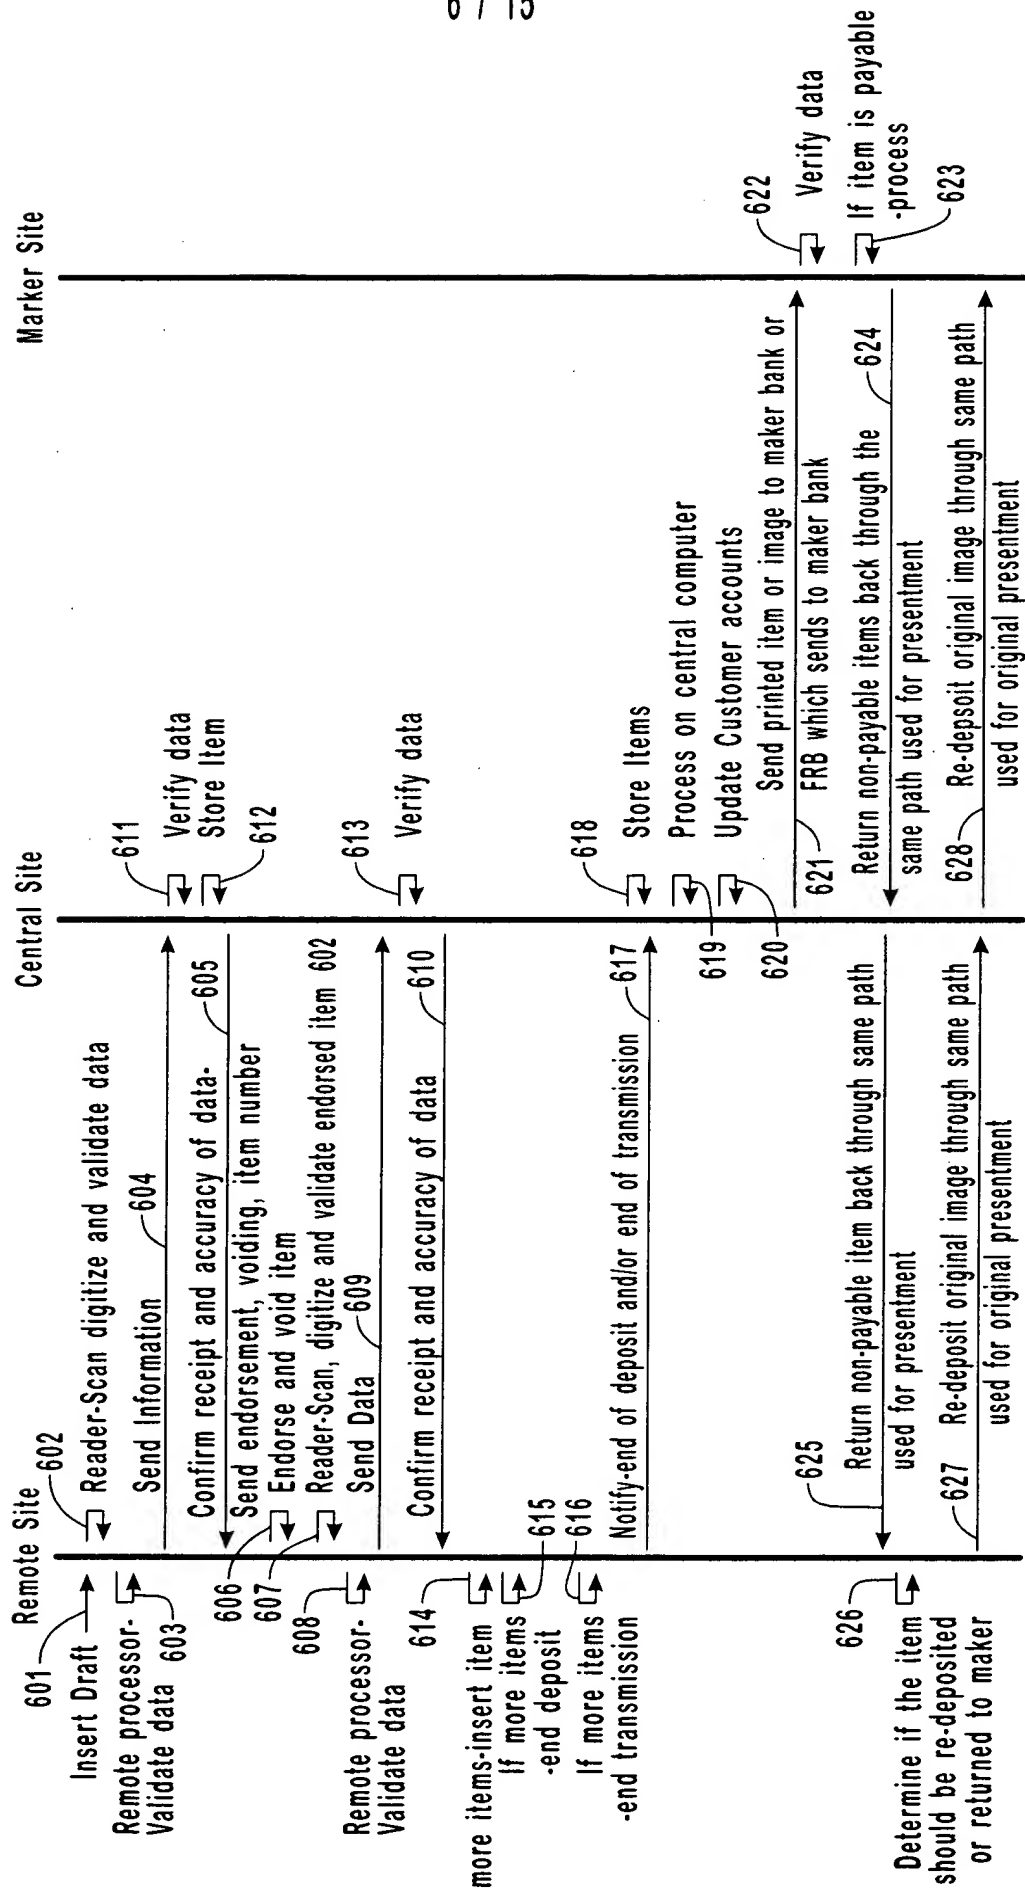 6 / 15
Remote Site
Central Site
Marker Site
601
Insert Draft
602
Reader-Scan digitize and validate data
Remote processor-
Validate data
603
Send Information
604
611
Verify data
Store Item
612
Confirm receipt and accuracy of data-
605
Send endorsement, voiding, item number
606
Endorse and void item
607
Reader-Scan, digitize and validate endorsed item 602
608
Remote processor-
Validate data
Send Data
609
613
Verify data
Confirm receipt and accuracy of data
610
614
more items-insert item
If more items
-end deposit
615
616
If more items
-end transmission
Notify-end of deposit and/or end of transmission
617
618
Store Items
Process on central computer
619
Update Customer accounts
620
Send printed item or image to maker bank or
FRB which sends to maker bank
621
622
Verify data
If item is payable
-process
623
Return non-payable items back through the
same path used for presentment
624
625
Return non-payable item back through same path
used for presentment
626
Determine if the item
should be re-deposited
or returned to maker
627
Re-deposit original image through same path
used for original presentment
628
Re-depsoit original image through same path
used for original presentment